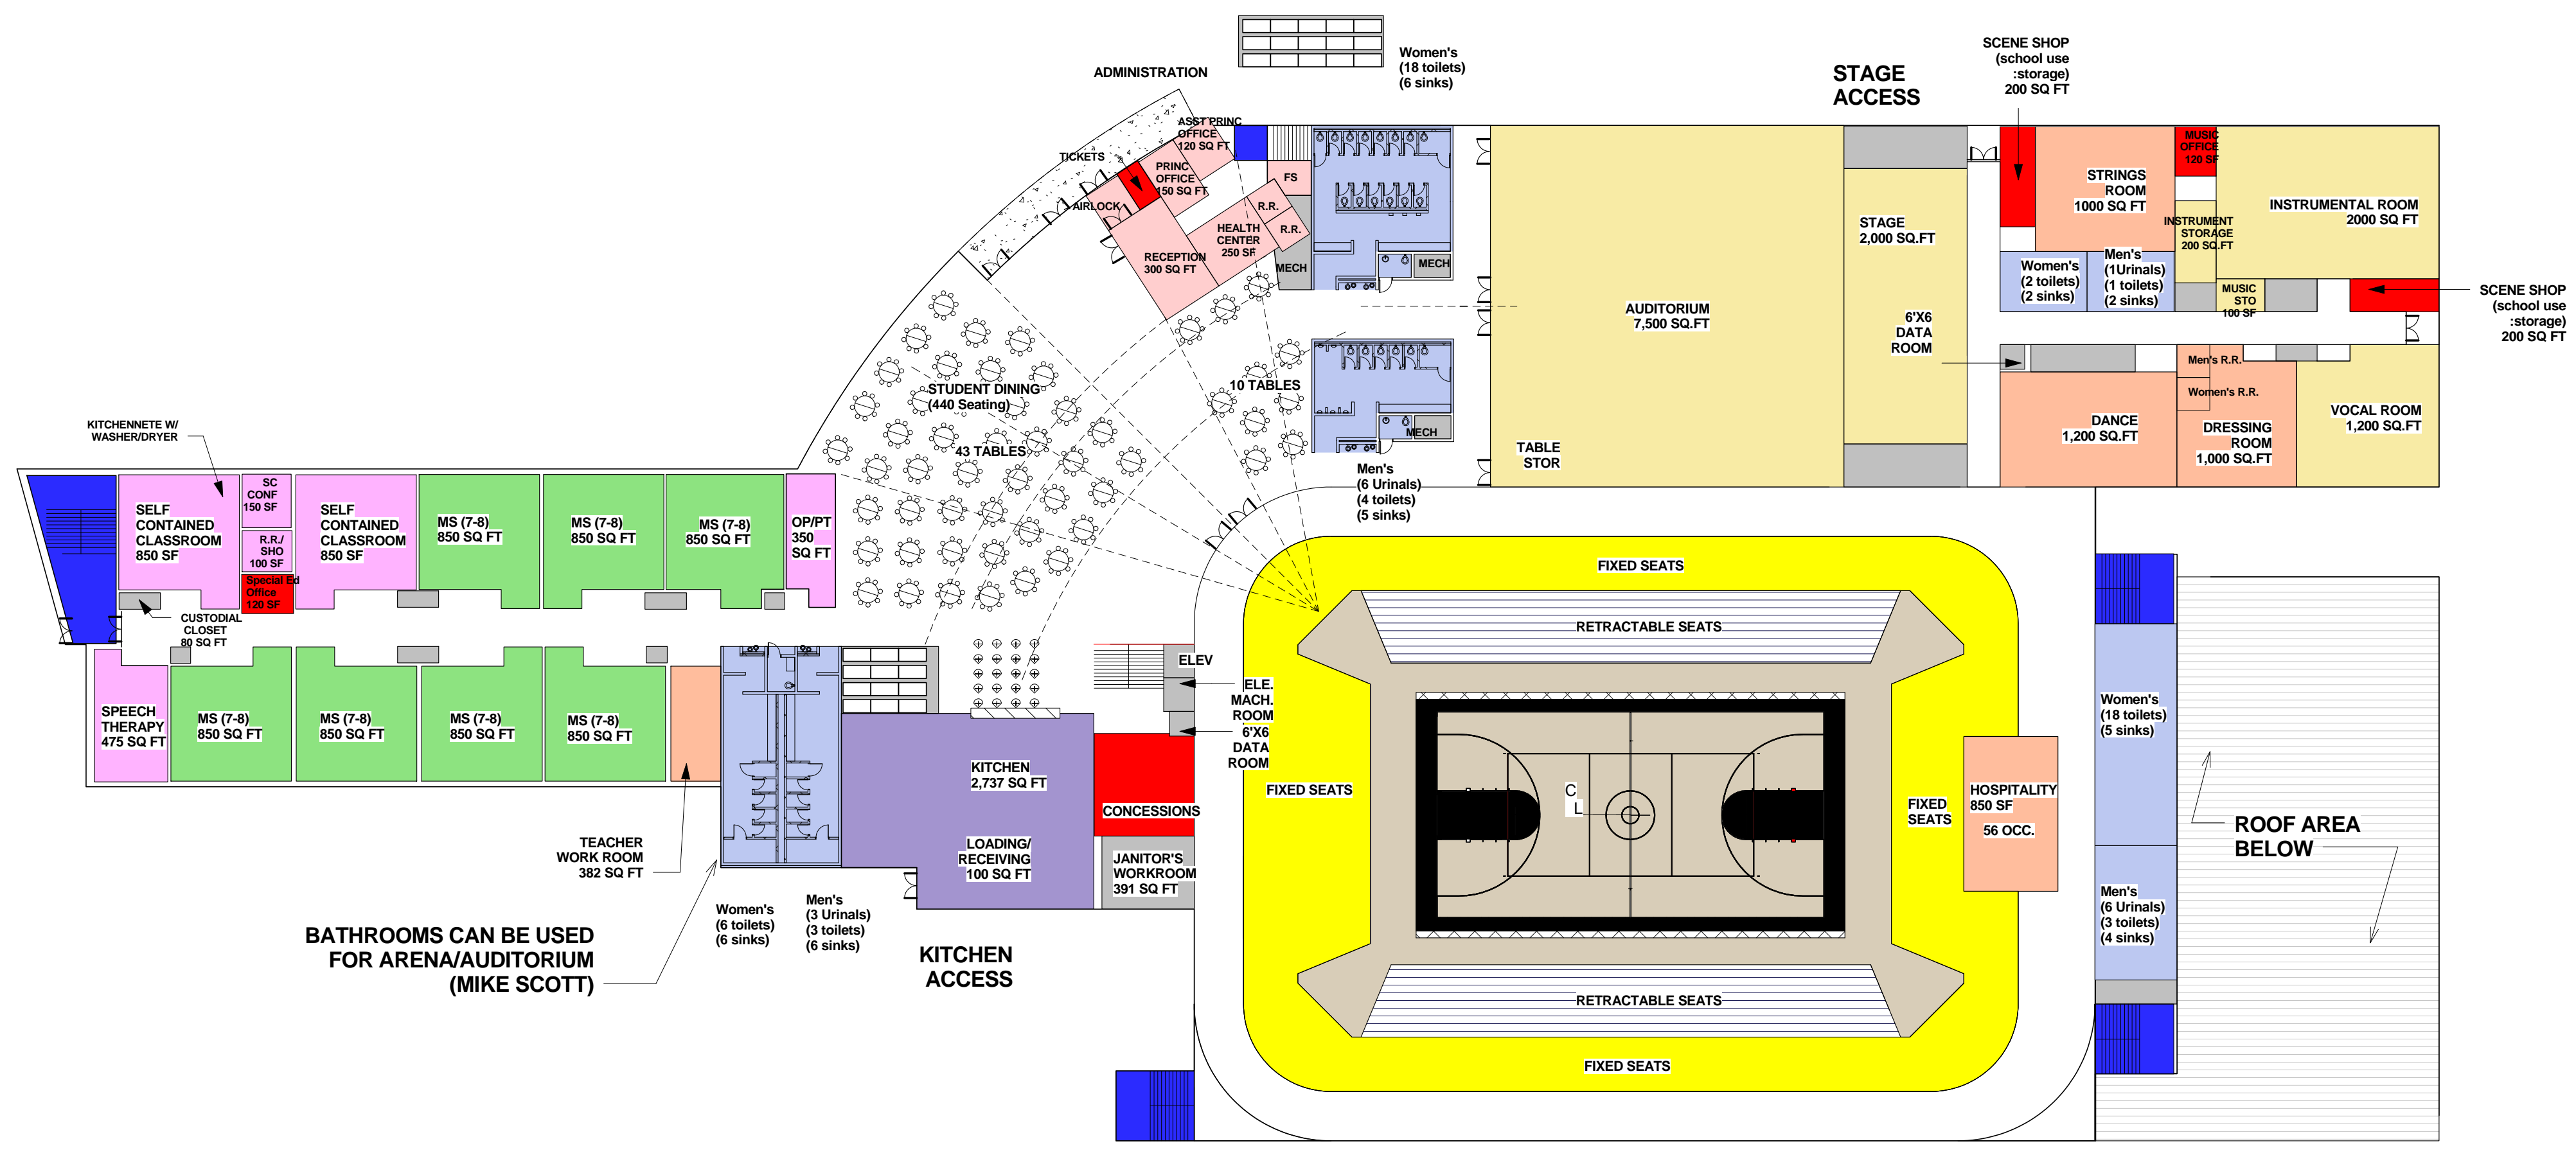 Women's
(18 toilets)
(6 sinks)
ADMINISTRATION
SCENE SHOP
(school use
:storage)
200 SQ FT
STAGE
ACCESS
ASST PRINC
OFFICE
120 SQ FT
TICKETS
PRINC
OFFICE
150 SQ FT
AIRLOCK
FS
R.R.
R.R.
HEALTH
CENTER
250 SF
RECEPTION
300 SQ FT
MECH
MECH
STAGE
2,000 SQ.FT
STRINGS
ROOM
1000 SQ FT
MUSIC
OFFICE
120 SF
INSTRUMENTAL ROOM
2000 SQ FT
INSTRUMENT
STORAGE
200 SQ.FT
Women's
(2 toilets)
(2 sinks)
Men's
(1Urinals)
(1 toilets)
(2 sinks)
MUSIC
STO
100 SF
SCENE SHOP
(school use
:storage)
200 SQ FT
AUDITORIUM
7,500 SQ.FT
6'X6
DATA
ROOM
Men's R.R.
Women's R.R.
DANCE
1,200 SQ.FT
DRESSING
ROOM
1,000 SQ.FT
VOCAL ROOM
1,200 SQ.FT
STUDENT DINING
(440 Seating)
10 TABLES
43 TABLES
MECH
TABLE
STOR
Men's
(6 Urinals)
(4 toilets)
(5 sinks)
KITCHENNETE W/
WASHER/DRYER
SELF
CONTAINED
CLASSROOM
850 SF
SC
CONF
150 SF
R.R./
SHO
100 SF
Special Ed
Office
120 SF
SELF
CONTAINED
CLASSROOM
850 SF
MS (7-8)
850 SQ FT
MS (7-8)
850 SQ FT
MS (7-8)
850 SQ FT
OP/PT
350
SQ FT
CUSTODIAL
CLOSET
80 SQ FT
SPEECH
THERAPY
475 SQ FT
MS (7-8)
850 SQ FT
MS (7-8)
850 SQ FT
MS (7-8)
850 SQ FT
MS (7-8)
850 SQ FT
TEACHER
WORK ROOM
382 SQ FT
ELEV
ELE.
MACH.
ROOM
6'X6
DATA
ROOM
KITCHEN
2,737 SQ FT
CONCESSIONS
LOADING/
RECEIVING
100 SQ FT
JANITOR'S
WORKROOM
391 SQ FT
Women's
(6 toilets)
(6 sinks)
Men's
(3 Urinals)
(3 toilets)
(6 sinks)
BATHROOMS CAN BE USED
FOR ARENA/AUDITORIUM
(MIKE SCOTT)
KITCHEN
ACCESS
FIXED SEATS
RETRACTABLE SEATS
FIXED SEATS
C
L
FIXED
SEATS
HOSPITALITY
850 SF
56 OCC.
RETRACTABLE SEATS
FIXED SEATS
Women's
(18 toilets)
(5 sinks)
Men's
(6 Urinals)
(3 toilets)
(4 sinks)
ROOF AREA
BELOW